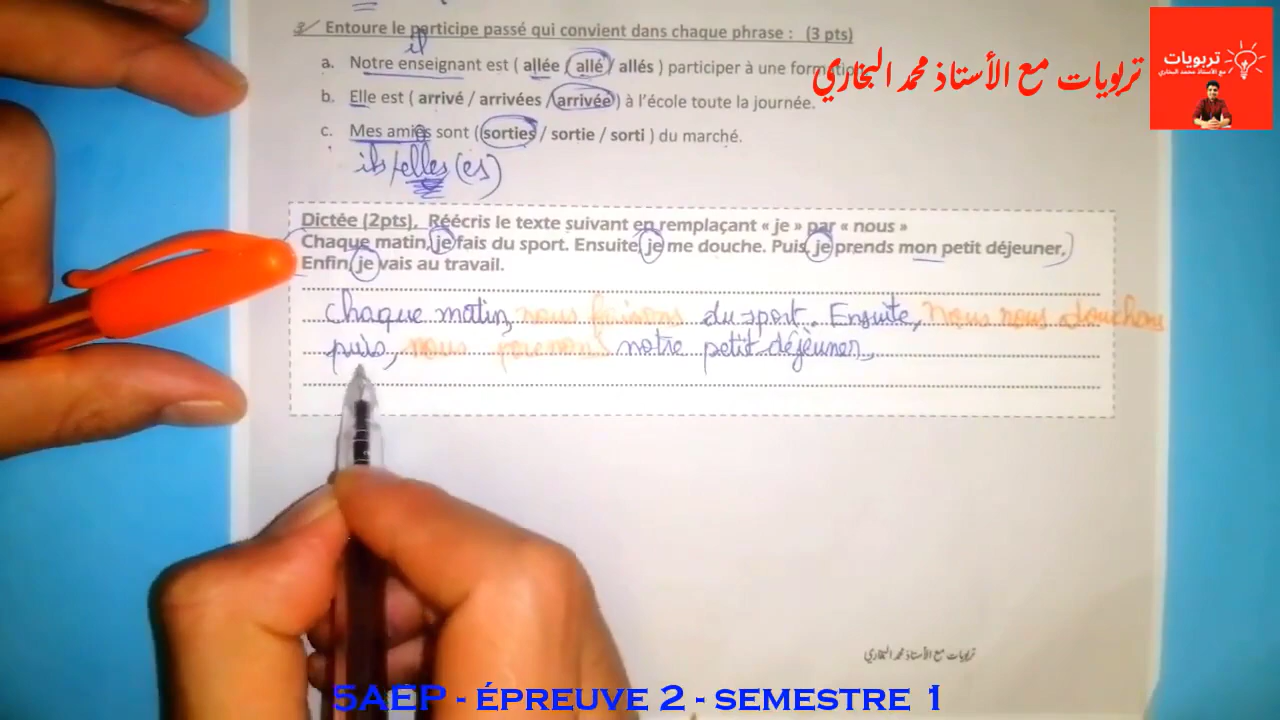 3/ Entoure le participe passé qui convient dans chaque phrase : (3 pts)
il
a. Notre enseignant est ( allée / allé / allés ) participer à une formation
b. Elle est ( arrivé / arrivées / arrivée ) à l'école toute la journée.
c. Mes amies sont ( sorties / sortie / sorti ) du marché.
ils/elles (es)
تربويات مع الأستاذ محمد البخاري
تربويات
مع الأستاذ محمد البخاري
Dictée (2pts). Réécris le texte suivant en remplaçant « je » par « nous »
Chaque matin, je fais du sport. Ensuite, je me douche. Puis, je prends mon petit déjeuner,
Enfin, je vais au travail.
Chaque matin, nous faisons du sport. Ensuite, Nous nous douchons
puis, nous prenons notre petit déjeuner,
تربويات مع الأستاذ محمد البخاري
5AEP - épreuve 2 - semestre 1